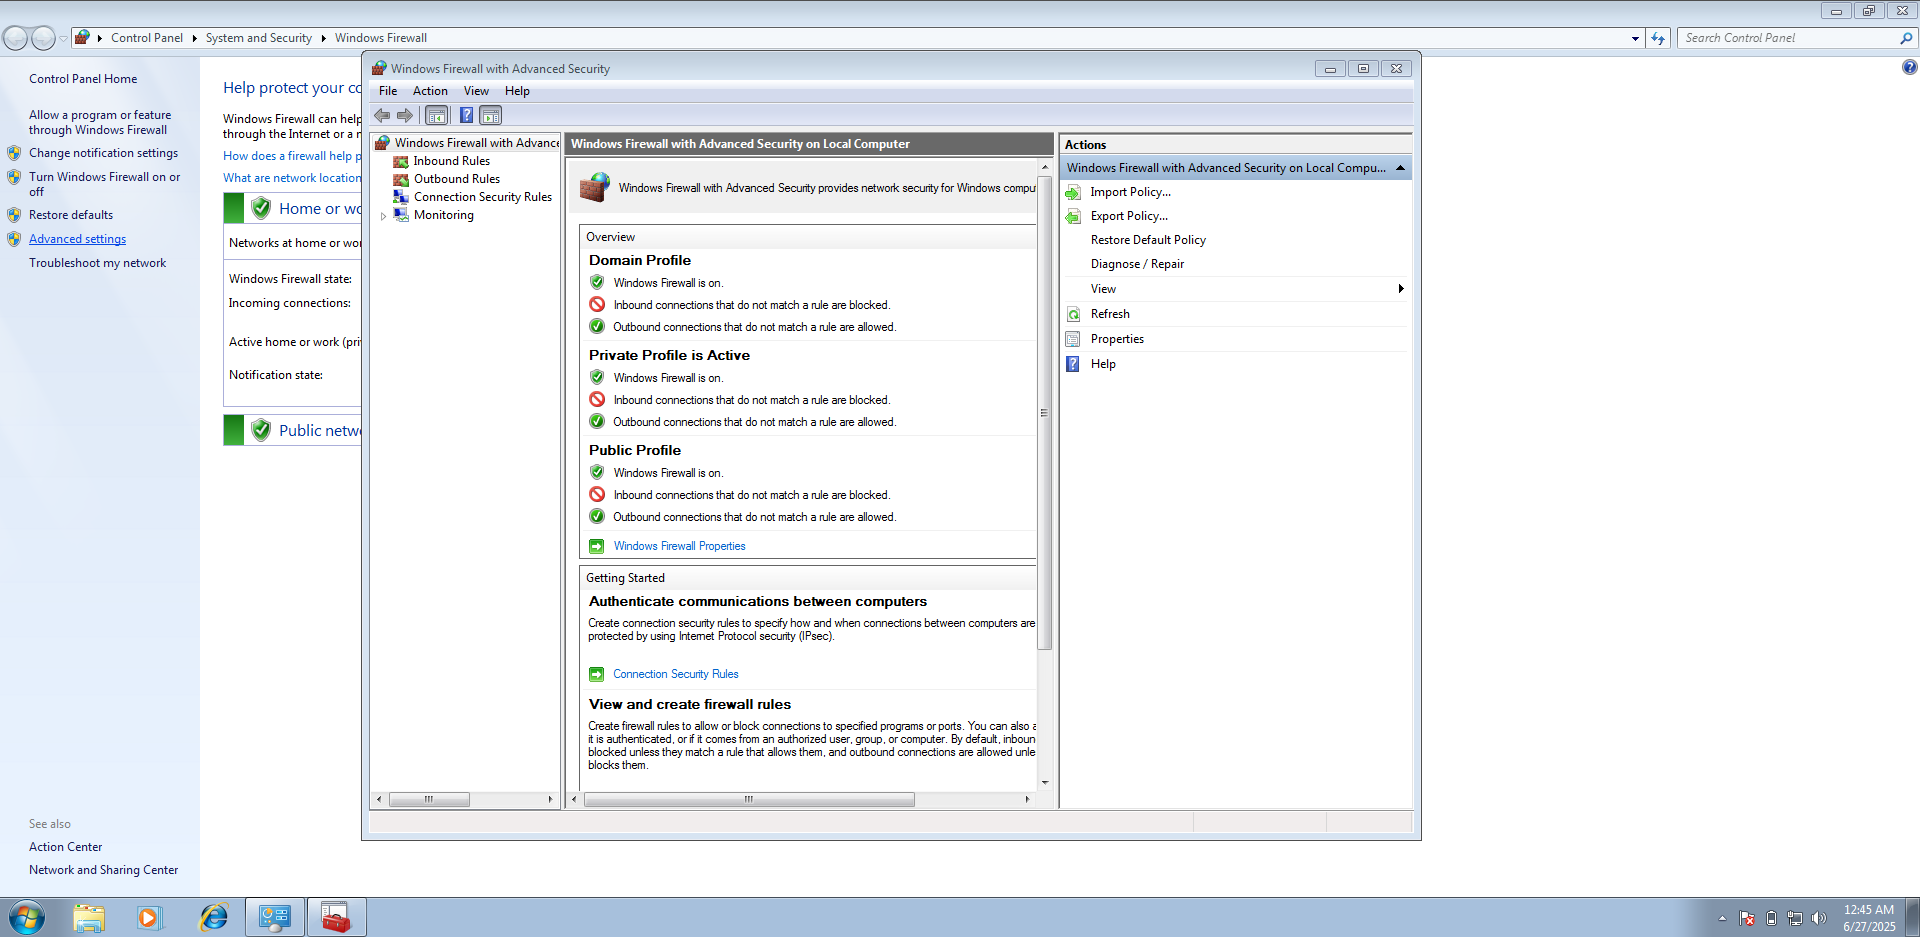 Control Panel
System and Security
Windows Firewall
Search Control Panel
Control Panel Home
Allow a program or feature
through Windows Firewall
Change notification settings
Turn Windows Firewall on or
off
Restore defaults
Advanced settings
Troubleshoot my network
See also
Action Center
Network and Sharing Center
Help protect your co
Windows Firewall can help
through the Internet or a n
How does a firewall help p
What are network location
Home or wo
Networks at home or wor
Windows Firewall state:
Incoming connections:
Active home or work (pri
Notification state:
Public netw
Windows Firewall with Advanced Security
File Action View Help
Windows Firewall with Advance
Inbound Rules
Outbound Rules
Connection Security Rules
Monitoring
Windows Firewall with Advanced Security on Local Computer
Windows Firewall with Advanced Security provides network security for Windows compu
Overview
Domain Profile
Windows Firewall is on.
Inbound connections that do not match a rule are blocked.
Outbound connections that do not match a rule are allowed.
Private Profile is Active
Windows Firewall is on.
Inbound connections that do not match a rule are blocked.
Outbound connections that do not match a rule are allowed.
Public Profile
Windows Firewall is on.
Inbound connections that do not match a rule are blocked.
Outbound connections that do not match a rule are allowed.
Windows Firewall Properties
Getting Started
Authenticate communications between computers
Create connection security rules to specify how and when connections between computers are
protected by using Internet Protocol security (IPsec).
Connection Security Rules
View and create firewall rules
Create firewall rules to allow or block connections to specified programs or ports. You can also a
it is authenticated, or if it comes from an authorized user, group, or computer. By default, inboun
blocked unless they match a rule that allows them, and outbound connections are allowed unle
blocks them.
Actions
Windows Firewall with Advanced Security on Local Compu...
Import Policy...
Export Policy...
Restore Default Policy
Diagnose / Repair
View
Refresh
Properties
Help
12:45 AM
6/27/2025